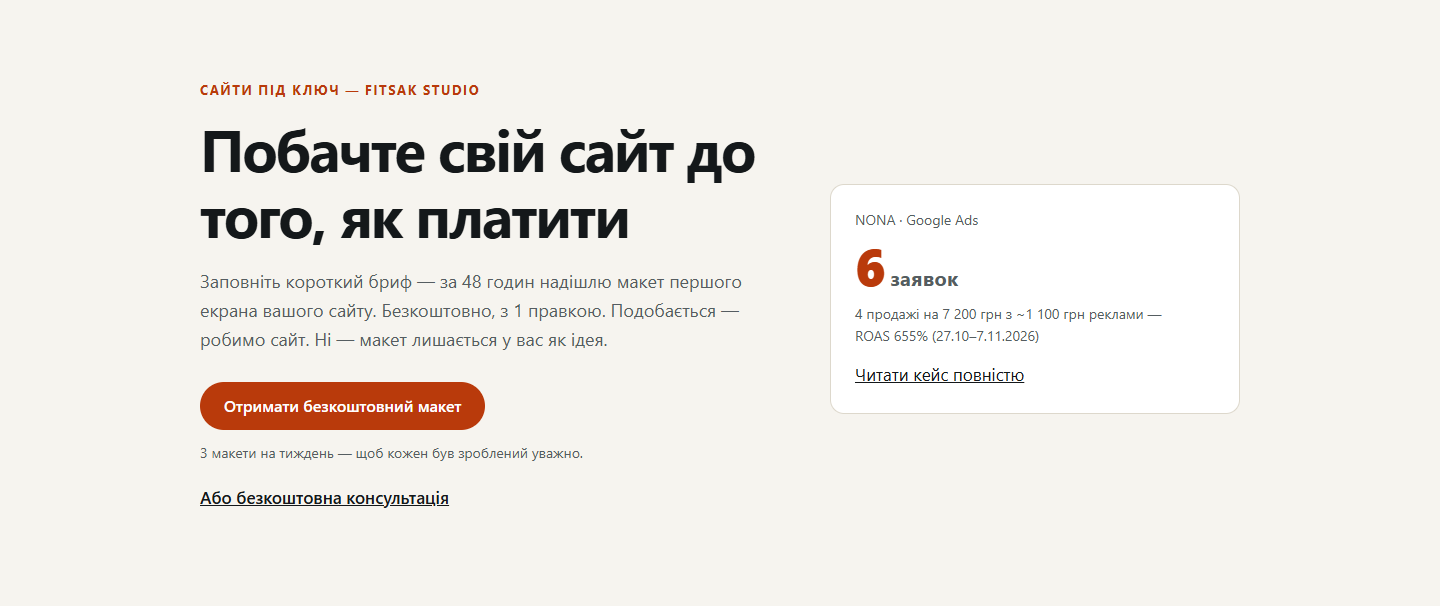 САЙТИ ПІД КЛЮЧ — FITSAK STUDIO
Побачте свій сайт до
того, як платити
Заповніть короткий бриф — за 48 годин надішлю макет першого
екрана вашого сайту. Безкоштовно, з 1 правкою. Подобається —
робимо сайт. Ні — макет лишається у вас як ідея.
Отримати безкоштовний макет
3 макети на тиждень — щоб кожен був зроблений уважно.
Або безкоштовна консультація
NONA · Google Ads
6 заявок
4 продажі на 7 200 грн з ~1 100 грн реклами —
ROAS 655% (27.10–7.11.2026)
Читати кейс повністю